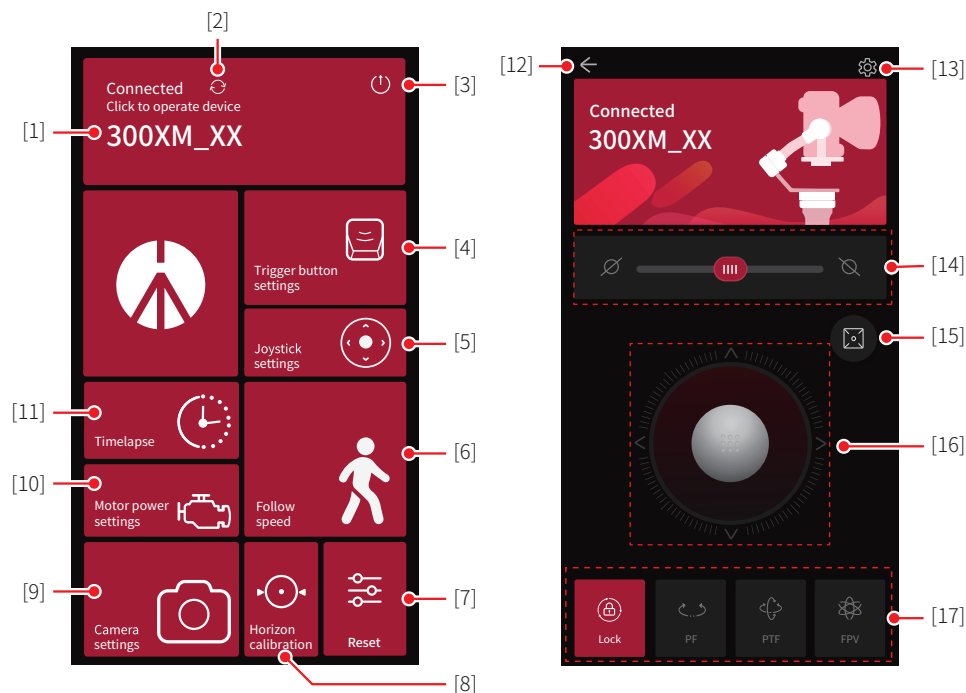 [2]
[12]
[13]
Connected
Click to operate device
[3]
[1]
300XM_XX
Connected
300XM_XX
[4]
Trigger button
settings
[14]
[5]
Joystick
settings
[15]
[11]
Timelapse
[6]
[16]
[10]
Motor power
settings
Follow
speed
[9]
Camera
settings
Horizon
calibration
Reset
[7]
[8]
Lock
PF
PTF
FPV
[17]